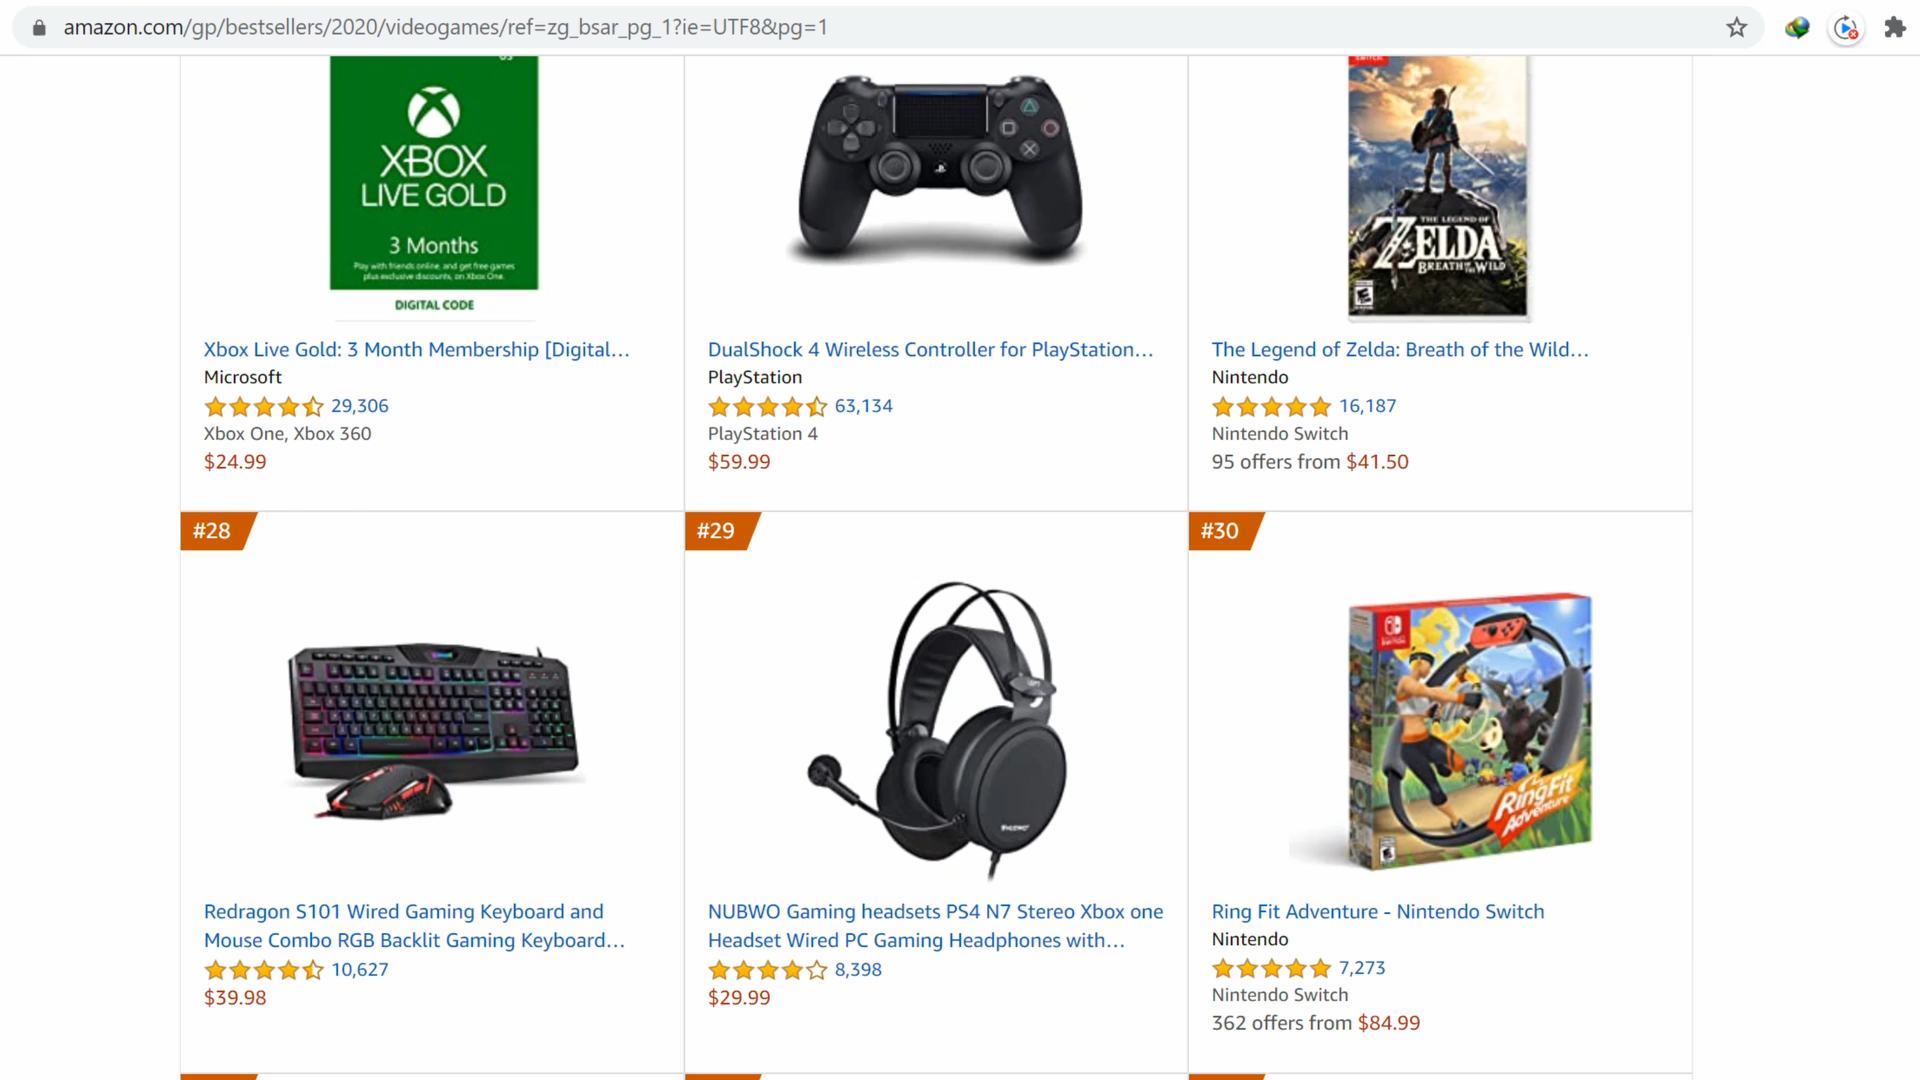 amazon.com/gp/bestsellers/2020/videogames/ref=zg_bsar_pg_1?ie=UTF8&pg=1
XBOX
LIVE GOLD
3 Months
Play with friends online, and get free games
plus exclusive discounts, on Xbox One.
DIGITAL CODE
SWITCH
THE LEGEND OF
ZELDA
BREATH OF THE WILD
E
Xbox Live Gold: 3 Month Membership [Digital...
Microsoft
29,306
Xbox One, Xbox 360
$24.99
DualShock 4 Wireless Controller for PlayStation...
PlayStation
63,134
PlayStation 4
$59.99
The Legend of Zelda: Breath of the Wild...
Nintendo
16,187
Nintendo Switch
95 offers from $41.50
#28
#29
#30
NUBWO
RingFit
Adventure
E
Redragon S101 Wired Gaming Keyboard and
Mouse Combo RGB Backlit Gaming Keyboard...
10,627
$39.98
NUBWO Gaming headsets PS4 N7 Stereo Xbox one
Headset Wired PC Gaming Headphones with...
8,398
$29.99
Ring Fit Adventure - Nintendo Switch
Nintendo
7,273
Nintendo Switch
362 offers from $84.99